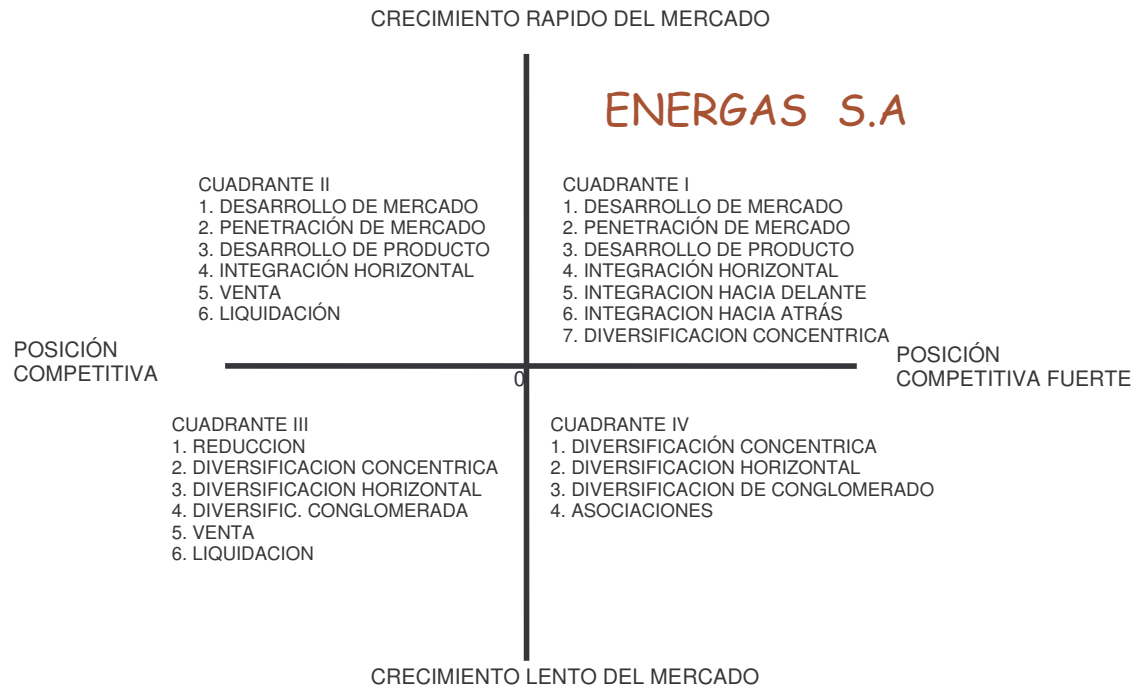 CRECIMIENTO RAPIDO DEL MERCADO
ENERGAS S.A
CUADRANTE II
1. DESARROLLO DE MERCADO
2. PENETRACIÓN DE MERCADO
3. DESARROLLO DE PRODUCTO
4. INTEGRACIÓN HORIZONTAL
5. VENTA
6. LIQUIDACIÓN
CUADRANTE I
1. DESARROLLO DE MERCADO
2. PENETRACIÓN DE MERCADO
3. DESARROLLO DE PRODUCTO
4. INTEGRACIÓN HORIZONTAL
5. INTEGRACION HACIA DELANTE
6. INTEGRACION HACIA ATRÁS
7. DIVERSIFICACION CONCENTRICA
POSICIÓN
COMPETITIVA
0
POSICIÓN
COMPETITIVA FUERTE
CUADRANTE III
1. REDUCCION
2. DIVERSIFICACION CONCENTRICA
3. DIVERSIFICACION HORIZONTAL
4. DIVERSIFIC. CONGLOMERADA
5. VENTA
6. LIQUIDACION
CUADRANTE IV
1. DIVERSIFICACIÓN CONCENTRICA
2. DIVERSIFICACION HORIZONTAL
3. DIVERSIFICACION DE CONGLOMERADO
4. ASOCIACIONES
CRECIMIENTO LENTO DEL MERCADO